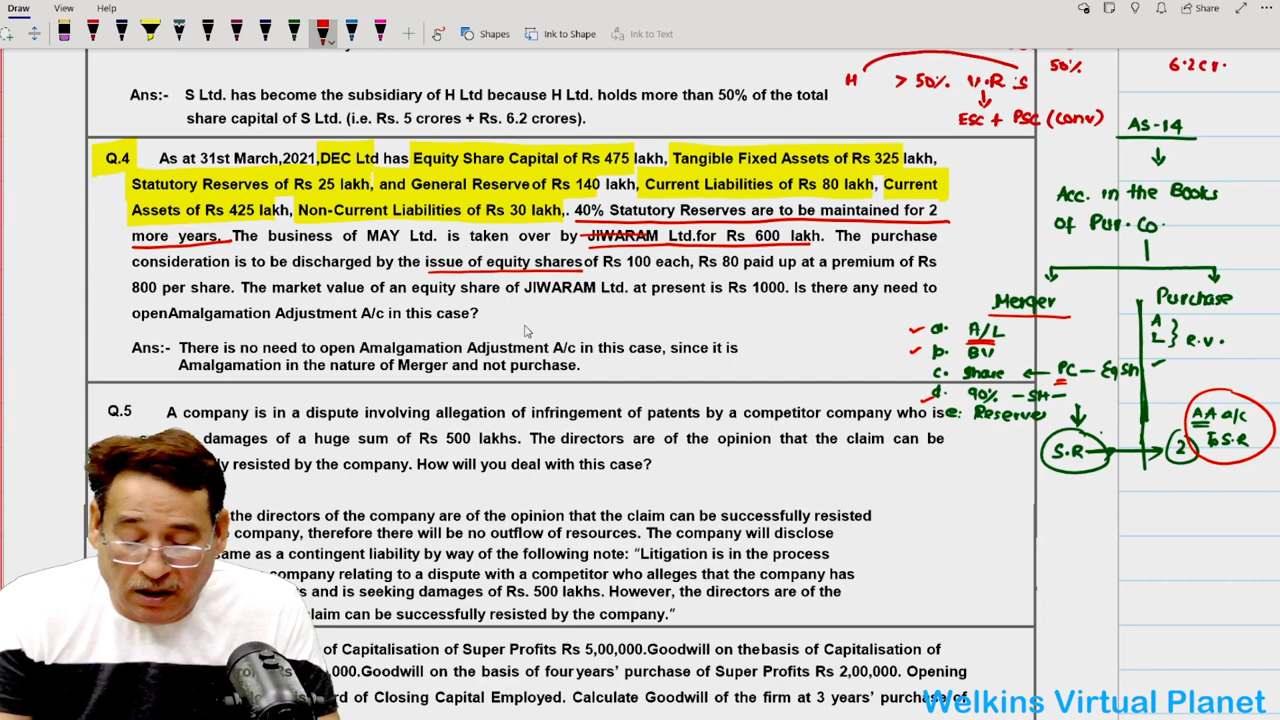 Draw View Help
Shapes Ink to Shape Ink to Text Share
H > 50% V.R is
ESC + PSC (conv)
50% 6.2 cr.
Ans:- S Ltd. has become the subsidiary of H Ltd because H Ltd. holds more than 50% of the total
share capital of S Ltd. (i.e. Rs. 5 crores + Rs. 6.2 crores).
Q.4 As at 31st March,2021,DEC Ltd has Equity Share Capital of Rs 475 lakh, Tangible Fixed Assets of Rs 325 lakh,
Statutory Reserves of Rs 25 lakh, and General Reserve of Rs 140 lakh, Current Liabilities of Rs 80 lakh, Current
Assets of Rs 425 lakh, Non-Current Liabilities of Rs 30 lakh,. 40% Statutory Reserves are to be maintained for 2
more years. The business of MAY Ltd. is taken over by JIWARAM Ltd.for Rs 600 lakh. The purchase
consideration is to be discharged by the issue of equity shares of Rs 100 each, Rs 80 paid up at a premium of Rs
800 per share. The market value of an equity share of JIWARAM Ltd. at present is Rs 1000. Is there any need to
openAmalgamation Adjustment A/c in this case?
Ans:- There is no need to open Amalgamation Adjustment A/c in this case, since it is
Amalgamation in the nature of Merger and not purchase.
Q.5 A company is in a dispute involving allegation of infringement of patents by a competitor company who is
damages of a huge sum of Rs 500 lakhs. The directors are of the opinion that the claim can be
resisted by the company. How will you deal with this case?
the directors of the company are of the opinion that the claim can be successfully resisted
company, therefore there will be no outflow of resources. The company will disclose
same as a contingent liability by way of the following note: “Litigation is in the process
company relating to a dispute with a competitor who alleges that the company has
and is seeking damages of Rs. 500 lakhs. However, the directors are of the
claim can be successfully resisted by the company.”
of Capitalisation of Super Profits Rs 5,00,000.Goodwill on the basis of Capitalisation of
,000.Goodwill on the basis of four years’ purchase of Super Profits Rs 2,00,000. Opening
of Closing Capital Employed. Calculate Goodwill of the firm at 3 years’ purchase of
AS-14
Acc. in the Books
of Pur. Co.
Merger Purchase
a. A/L
b. BV
c. Share ← PC – Eq Sh
d. 90% – SH –
e. Reserves
A
L } R.V.
S.R → 2
AA a/c
To S.R
Welkins Virtual Planet